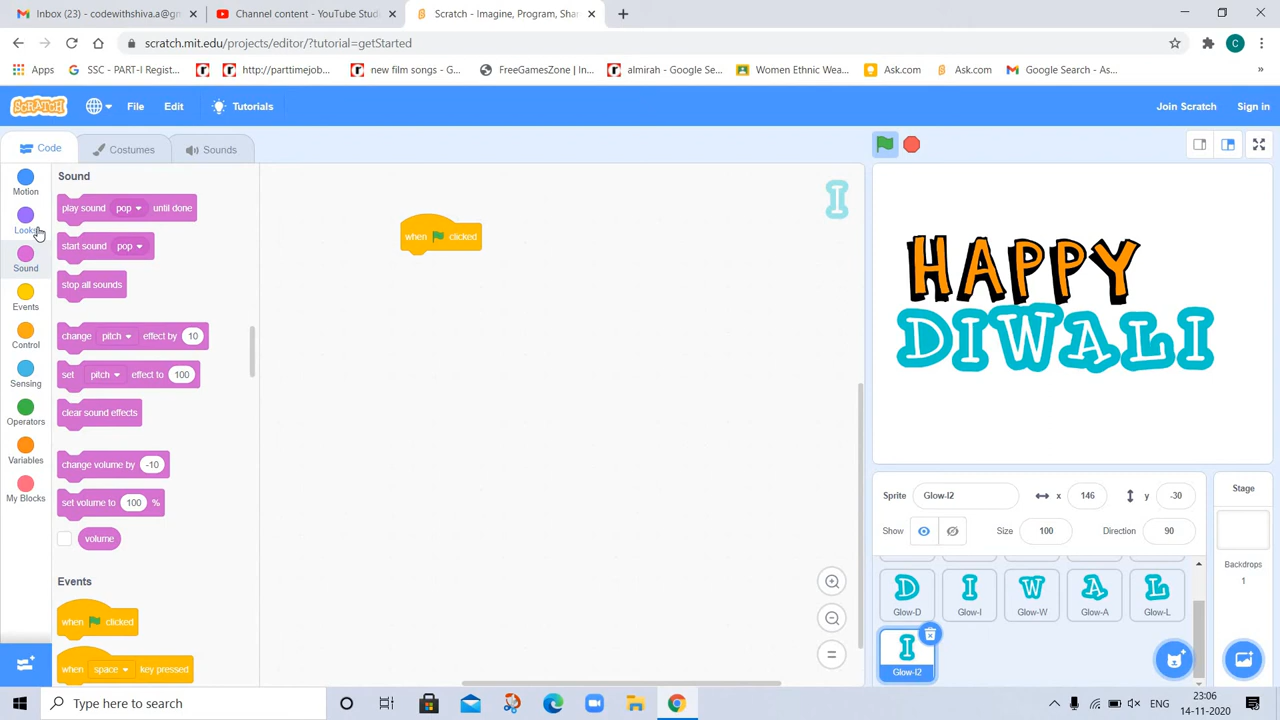 Inbox (23) - codewithshiva.a@gm
Channel content - YouTube Stud
Scratch - Imagine, Program, Shar
scratch.mit.edu/projects/editor/?tutorial=getStarted
C
Apps
SSC - PART-I Regist...
http://parttimejob...
new film songs - G...
FreeGamesZone | In...
almirah - Google Se...
Women Ethnic Wea...
Ask.com
Ask.com
Google Search - As...
»
SCRATCH
File
Edit
Tutorials
Join Scratch
Sign in
Code
Costumes
Sounds
Motion
Looks
Sound
Events
Control
Sensing
Operators
Variables
My Blocks
Sound
play sound pop until done
start sound pop
stop all sounds
change pitch effect by 10
set pitch effect to 100
clear sound effects
change volume by -10
set volume to 100 %
volume
Events
when clicked
when space key pressed
when clicked
I
HAPPY
DIWALI
Sprite Glow-I2 x 146 y -30
Show Size 100 Direction 90
Stage
Backdrops
1
D I W A L
Glow-D Glow-I Glow-W Glow-A Glow-L
I
Glow-I2
Type here to search
ENG
23:06
14-11-2020